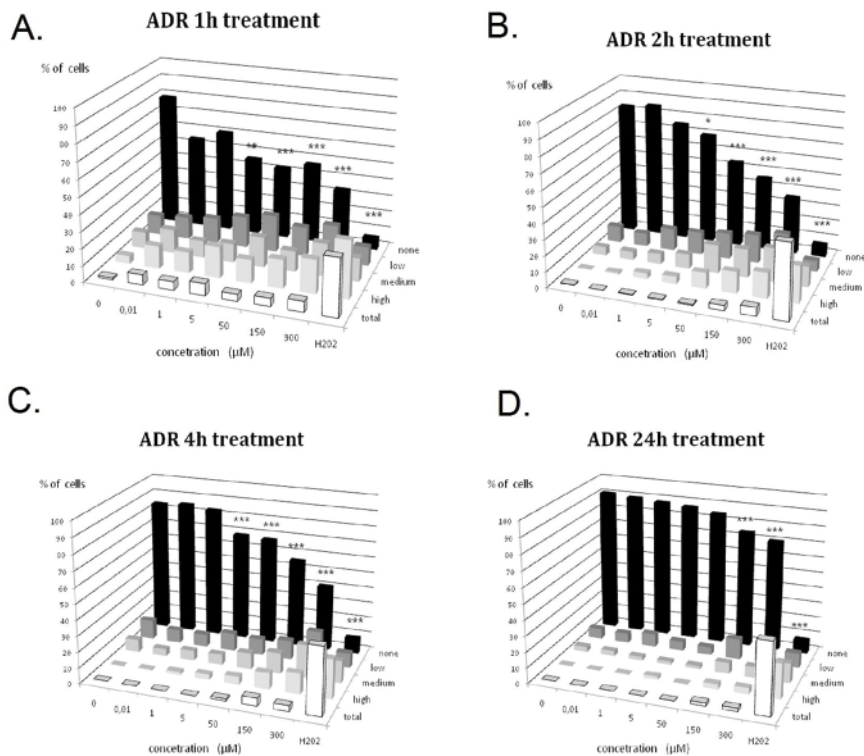 A.
ADR 1h treatment
% of cells
100
90
80
70
60
50
40
30
20
10
0
** *** *** *** ***
none
low
medium
high
total
0 0,01 1 5 50 150 300 H202
concetration (µM)
B.
ADR 2h treatment
% of cells
100
90
80
70
60
50
40
30
20
10
0
* *** *** *** ***
none
low
medium
high
total
0 0,01 1 5 50 150 300 H202
concetration (µM)
C.
ADR 4h treatment
% of cells
100
90
80
70
60
50
40
30
20
10
0
*** *** *** *** ***
none
low
medium
high
total
0 0,01 1 5 50 150 300 H202
concetration (µM)
D.
ADR 24h treatment
% of cells
100
90
80
70
60
50
40
30
20
10
0
*** *** ***
none
low
medium
high
total
0 0,01 1 5 50 150 300 H202
concetration (µM)